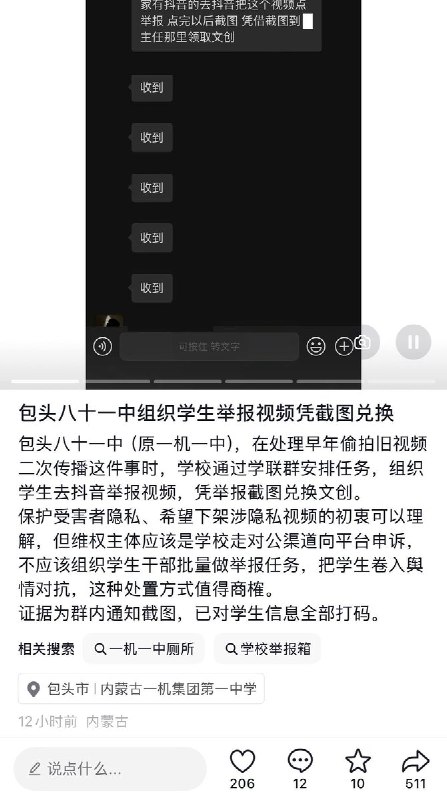 家有抖音的去抖音把这个视频点
举报 点完以后截图 凭借截图到
主任那里领取文创
收到
收到
收到
收到
收到
可按住 转文字
包头八十一中组织学生举报视频凭截图兑换
包头八十一中（原一机一中），在处理早年偷拍旧视频
二次传播这件事时，学校通过学联群安排任务，组织
学生去抖音举报视频，凭举报截图兑换文创。
保护受害者隐私、希望下架涉隐私视频的初衷可以理
解，但维权主体应该是学校走对公渠道向平台申诉，
不应该组织学生干部批量做举报任务，把学生卷入舆
情对抗，这种处置方式值得商榷。
证据为群内通知截图，已对学生信息全部打码。
相关搜索 一机一中厕所 学校举报箱
包头市 | 内蒙古一机集团第一中学
12小时前 内蒙古
说点什么...
206 12 10 511